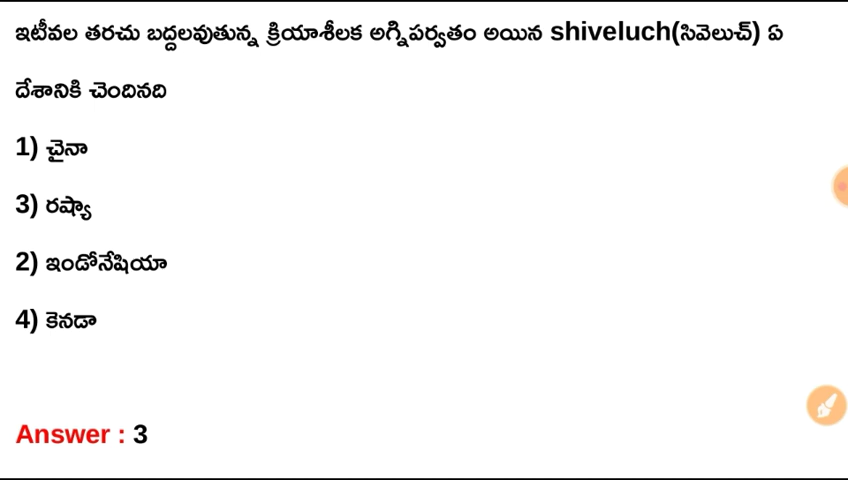 ఇటీవల తరచు బద్దలవుతున్న క్రియాశీలక అగ్నిపర్వతం అయిన shiveluch(సివెలుచ్) ఏ
దేశానికి చెందినది
1) చైనా
3) రష్యా
2) ఇండోనేషియా
4) కెనడా
Answer : 3